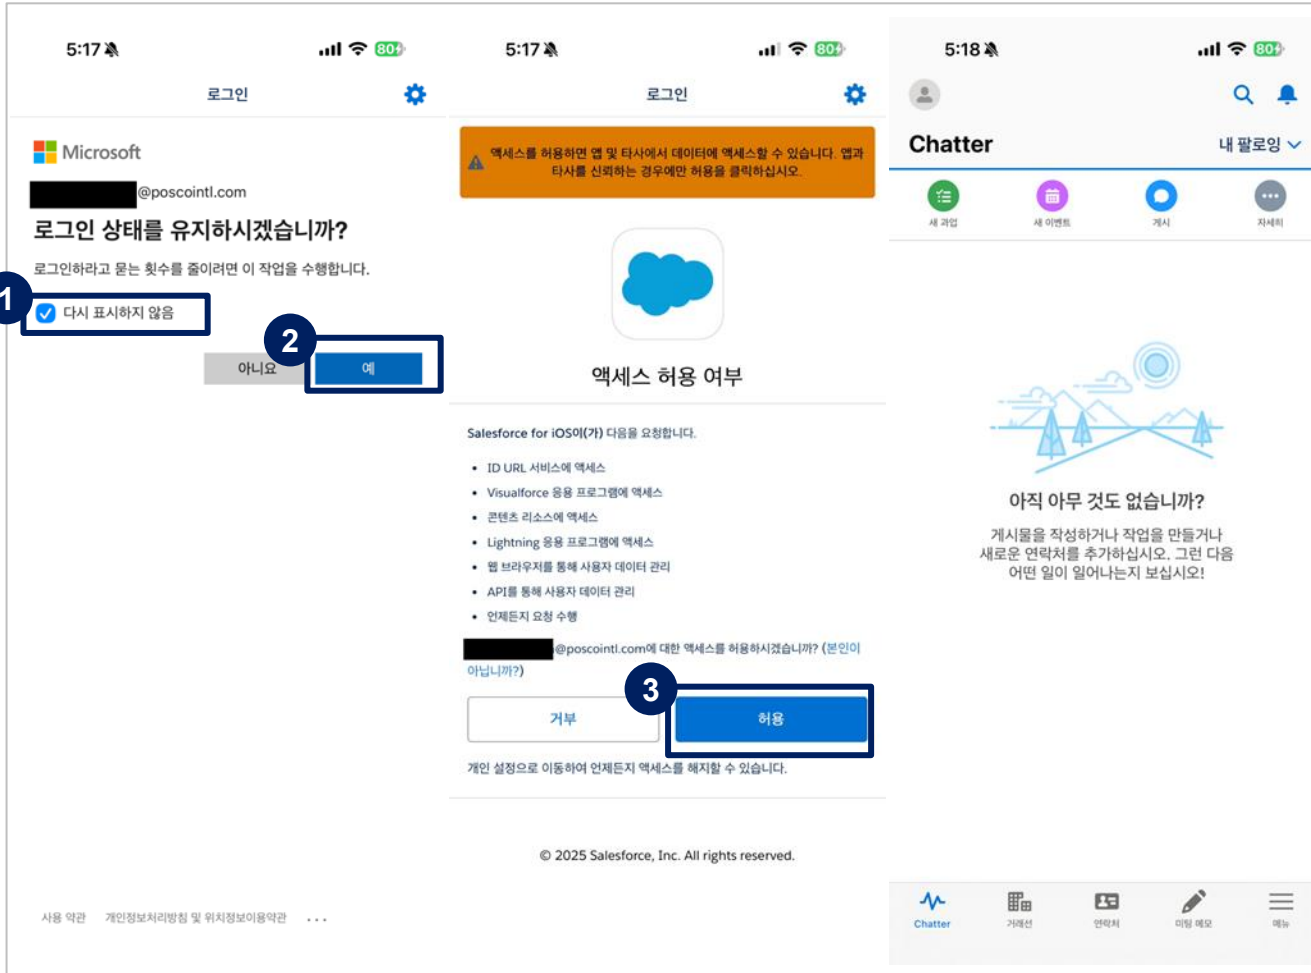 5:17
80
로그인
Microsoft
@poscointl.com
로그인 상태를 유지하시겠습니까?
로그인하라고 묻는 횟수를 줄이려면 이 작업을 수행합니다.
1
다시 표시하지 않음
2
아니요
예
사용 약관 개인정보처리방침 및 위치정보이용약관 ...
5:17
80
로그인
액세스를 허용하면 앱 및 타사에서 데이터에 액세스할 수 있습니다. 앱과
타사를 신뢰하는 경우에만 허용을 클릭하십시오.
액세스 허용 여부
Salesforce for iOS이(가) 다음을 요청합니다.
• ID URL 서비스에 액세스
• Visualforce 응용 프로그램에 액세스
• 콘텐츠 리소스에 액세스
• Lightning 응용 프로그램에 액세스
• 웹 브라우저를 통해 사용자 데이터 관리
• API를 통해 사용자 데이터 관리
• 언제든지 요청 수행
@poscointl.com에 대한 액세스를 허용하시겠습니까? (본인이
아닙니까?)
3
거부
허용
개인 설정으로 이동하여 언제든지 액세스를 해지할 수 있습니다.
© 2025 Salesforce, Inc. All rights reserved.
5:18
80
Chatter
내 팔로잉
새 과업
새 이벤트
게시
자세히
아직 아무 것도 없습니까?
게시물을 작성하거나 작업을 만들거나
새로운 연락처를 추가하십시오. 그런 다음
어떤 일이 일어나는지 보십시오!
Chatter
거래선
연락처
미팅 메모
메뉴